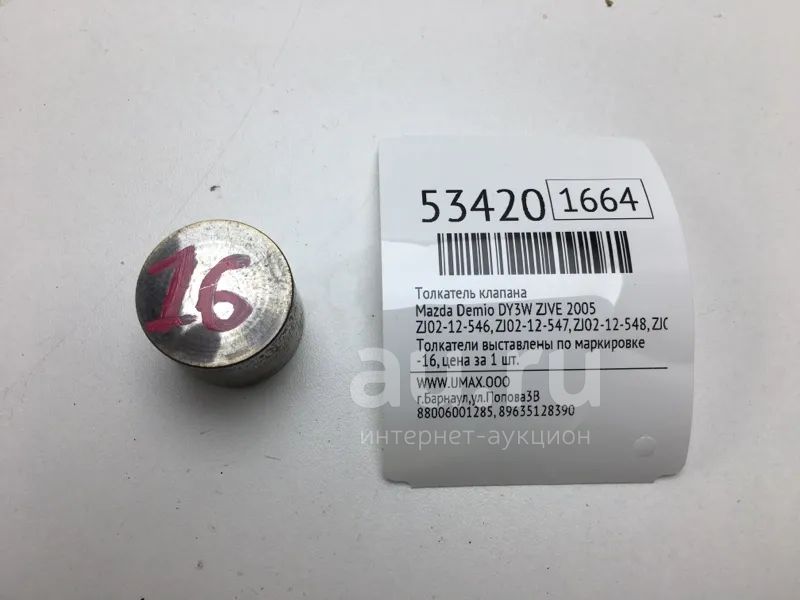 16
53420 1664
Толкатель клапана
Mazda Demio DY3W ZJVE 2005
ZJ02-12-546, ZJ02-12-547, ZJ02-12-548, ZJ0
Толкатели выставлены по маркировке
-16, цена за 1 шт.
WWW.UMAX.OOO
г.Барнаул,ул.Попова3В
88006001285, 89635128390
au.ru
интернет-аукцион